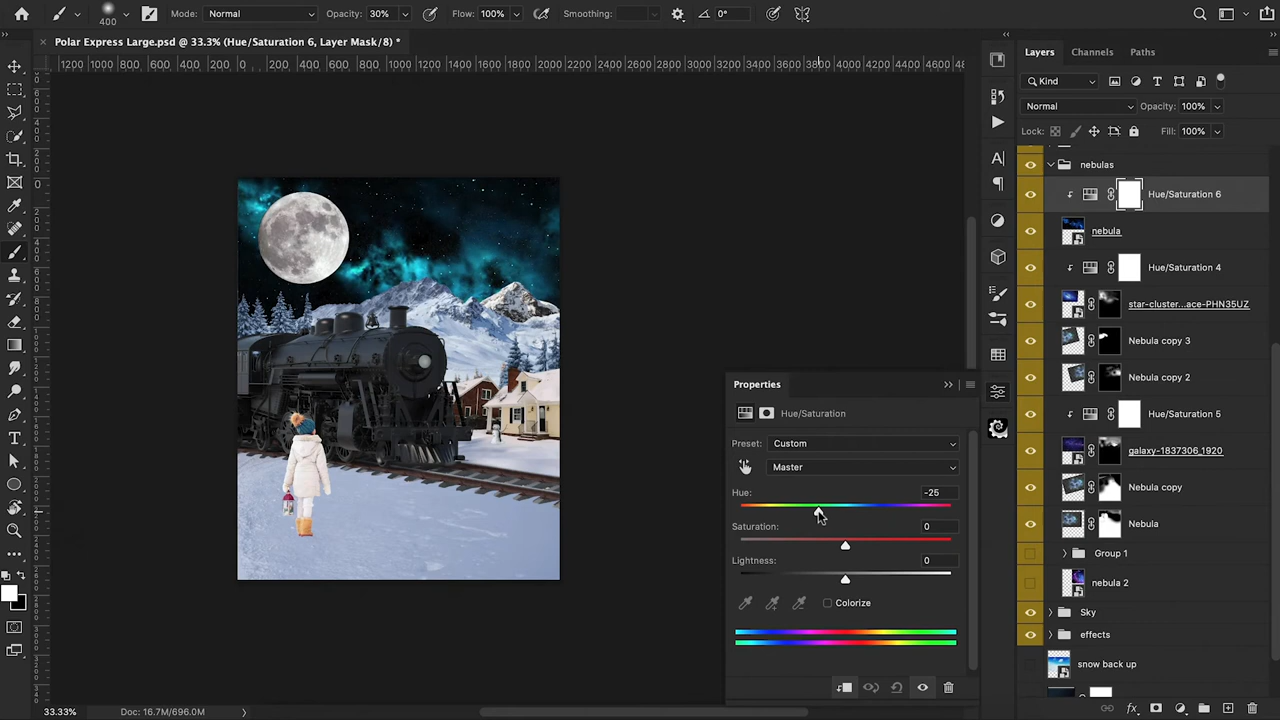 400 Mode: Normal Opacity: 30% Flow: 100% Smoothing: 0°
Polar Express Large.psd @ 33.3% (Hue/Saturation 6, Layer Mask/8) *
1200 1000 800 600 400 200 0 200 400 600 800 1000 1200 1400 1600 1800 2000 2200 2400 2600 2800 3000 3200 3400 3600 3800 4000 4200 4400 4600 48
Layers Channels Paths
Kind
Normal Opacity: 100%
Lock: Fill: 100%
nebulas
Hue/Saturation 6
nebula
Hue/Saturation 4
star-cluster...ace-PHN35UZ
Nebula copy 3
Nebula copy 2
Hue/Saturation 5
galaxy-1837306_1920
Nebula copy
Nebula
Group 1
nebula 2
Sky
effects
snow back up
Properties
Hue/Saturation
Preset: Custom
Master
Hue: -25
Saturation: 0
Lightness: 0
Colorize
33.33% Doc: 16.7M/696.0M